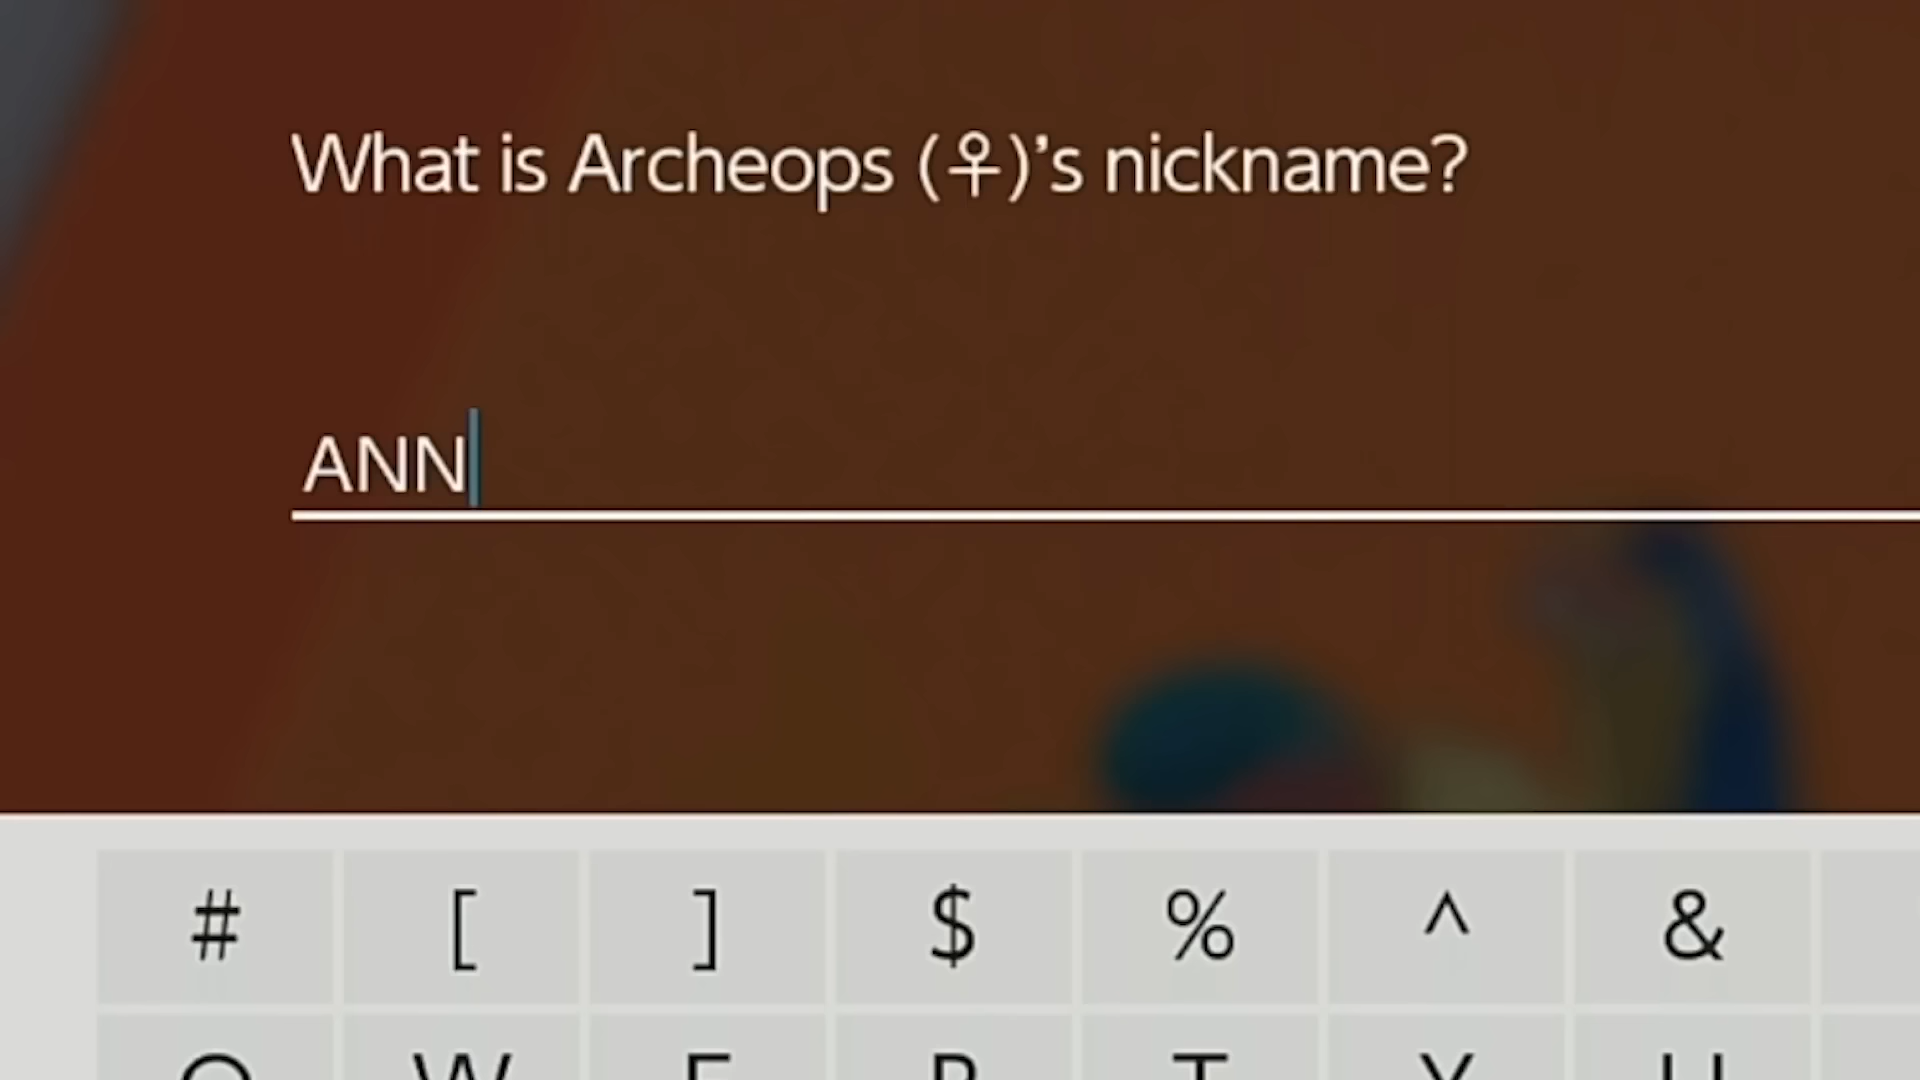 What is Archeops (♀)’s nickname?
ANN
# [ ] $ % ^ &
Q W E R T Y U